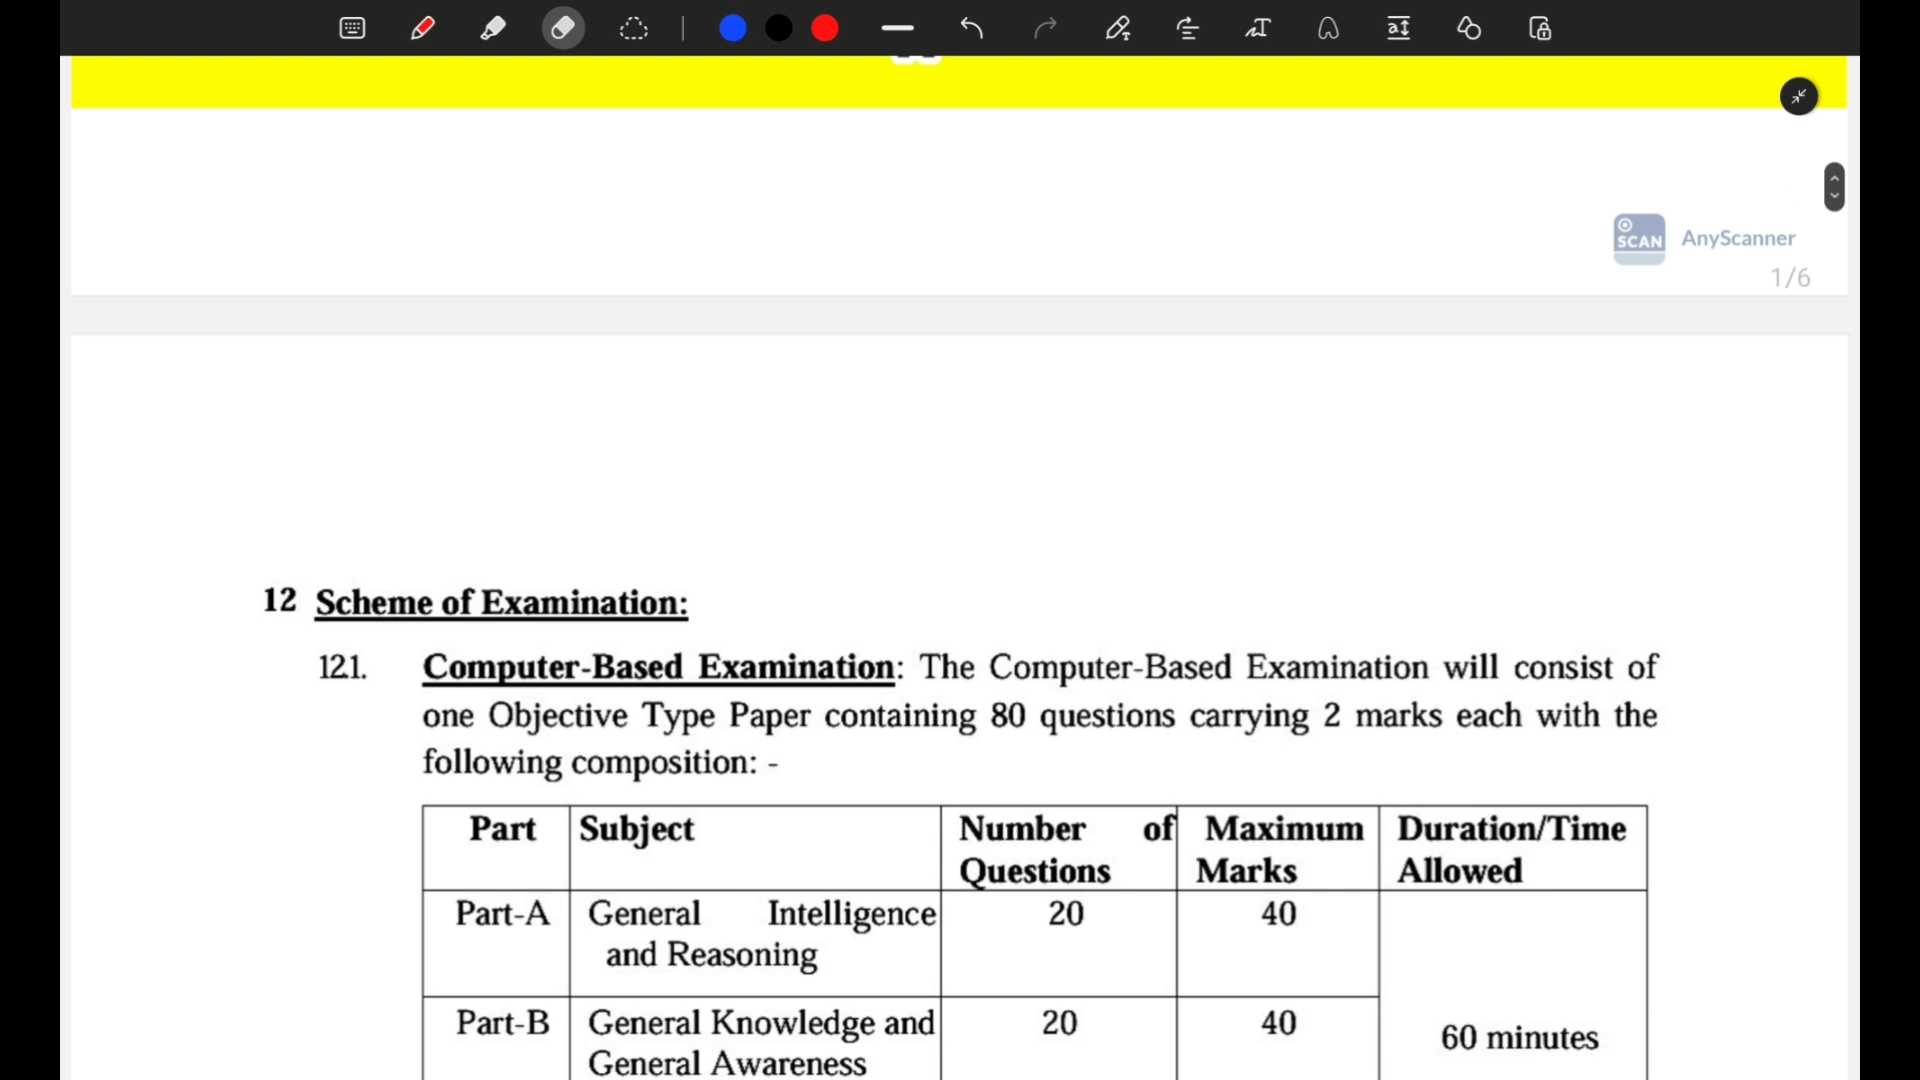 SCAN AnyScanner
1/6
12 Scheme of Examination:
12.1. Computer-Based Examination: The Computer-Based Examination will consist of
one Objective Type Paper containing 80 questions carrying 2 marks each with the
following composition: -
Part Subject Number of Maximum Duration/Time
Questions Marks Allowed
Part-A General Intelligence 20 40
and Reasoning
Part-B General Knowledge and 20 40 60 minutes
General Awareness